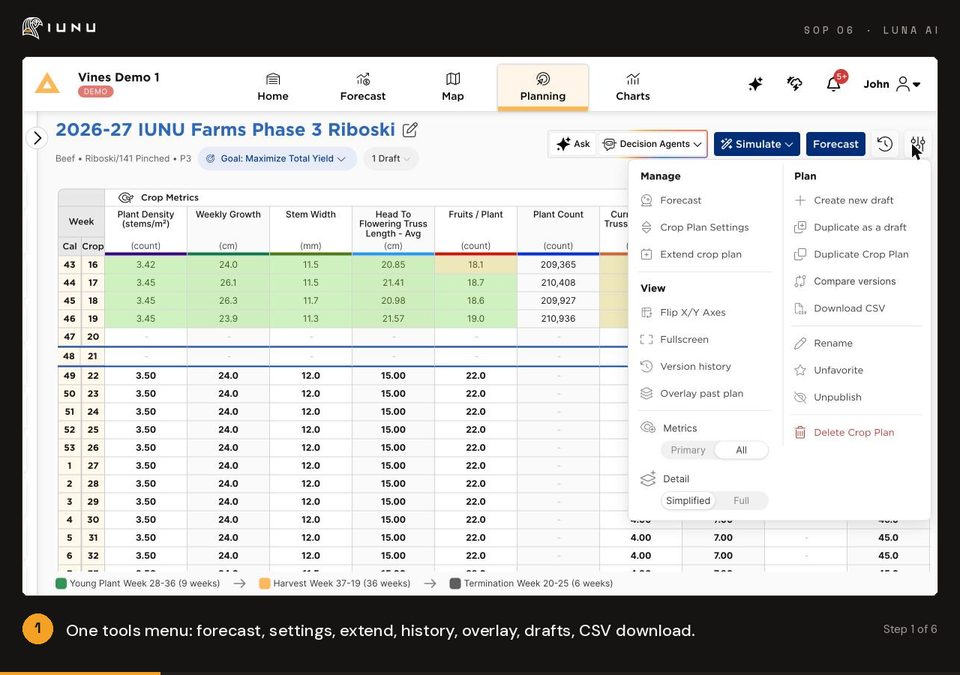 IUNU
SOP 06 · LUNA AI
Vines Demo 1
DEMO
Home
Forecast
Map
Planning
Charts
5+
John
2026-27 IUNU Farms Phase 3 Riboski
Beef • Riboski/141 Pinched • P3
Goal: Maximize Total Yield
1 Draft
Ask
Decision Agents
Simulate
Forecast
Crop Metrics
Week
Plant Density (stems/m²)
Weekly Growth
Stem Width
Head To Flowering Truss Length - Avg
Fruits / Plant
Plant Count
Cal Crop (count) (cm) (mm) (cm) (count) (count)
43 16 3.42 24.0 11.5 20.85 18.1 209,365
44 17 3.45 26.1 11.5 21.41 18.7 210,408
45 18 3.45 26.3 11.7 20.98 18.6 209,927
46 19 3.45 23.9 11.3 21.57 19.0 210,936
47 20 - - - - - -
48 21 - - - - - -
49 22 3.50 24.0 12.0 15.00 22.0 -
50 23 3.50 24.0 12.0 15.00 22.0 -
51 24 3.50 24.0 12.0 15.00 22.0 -
52 25 3.50 24.0 12.0 15.00 22.0 -
53 26 3.50 24.0 12.0 15.00 22.0 -
1 27 3.50 24.0 12.0 15.00 22.0 -
2 28 3.50 24.0 12.0 15.00 22.0 -
3 29 3.50 24.0 12.0 15.00 22.0 -
4 30 3.50 24.0 12.0 15.00 22.0 - 4.00 7.00 - 45.0
5 31 3.50 24.0 12.0 15.00 22.0 - 4.00 7.00 - 45.0
6 32 3.50 24.0 12.0 15.00 22.0 - 4.00 7.00 - 45.0
Manage
Forecast
Crop Plan Settings
Extend crop plan
View
Flip X/Y Axes
Fullscreen
Version history
Overlay past plan
Metrics
Primary All
Detail
Simplified Full
Plan
Create new draft
Duplicate as a draft
Duplicate Crop Plan
Compare versions
Download CSV
Rename
Unfavorite
Unpublish
Delete Crop Plan
Young Plant Week 28-36 (9 weeks) → Harvest Week 37-19 (36 weeks) → Termination Week 20-25 (6 weeks)
1 One tools menu: forecast, settings, extend, history, overlay, drafts, CSV download.
Step 1 of 6